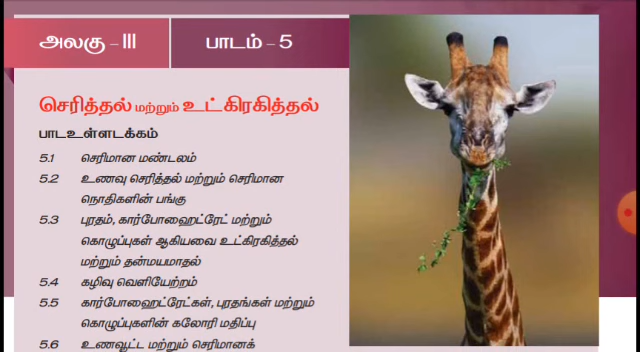 அலகு – III
பாடம் – 5
செரித்தல் மற்றும் உட்கிரகித்தல்
பாடஉள்ளடக்கம்
5.1 செரிமான மண்டலம்
5.2 உணவு செரித்தல் மற்றும் செரிமான
நொதிகளின் பங்கு
5.3 புரதம், கார்போஹைட்ரேட் மற்றும்
கொழுப்புகள் ஆகியவை உட்கிரகித்தல்
மற்றும் தன்மயமாதல்
5.4 கழிவு வெளியேற்றம்
5.5 கார்போஹைட்ரேட்கள், புரதங்கள் மற்றும்
கொழுப்புகளின் கலோரி மதிப்பு
5.6 உணவூட்ட மற்றும் செரிமானக்